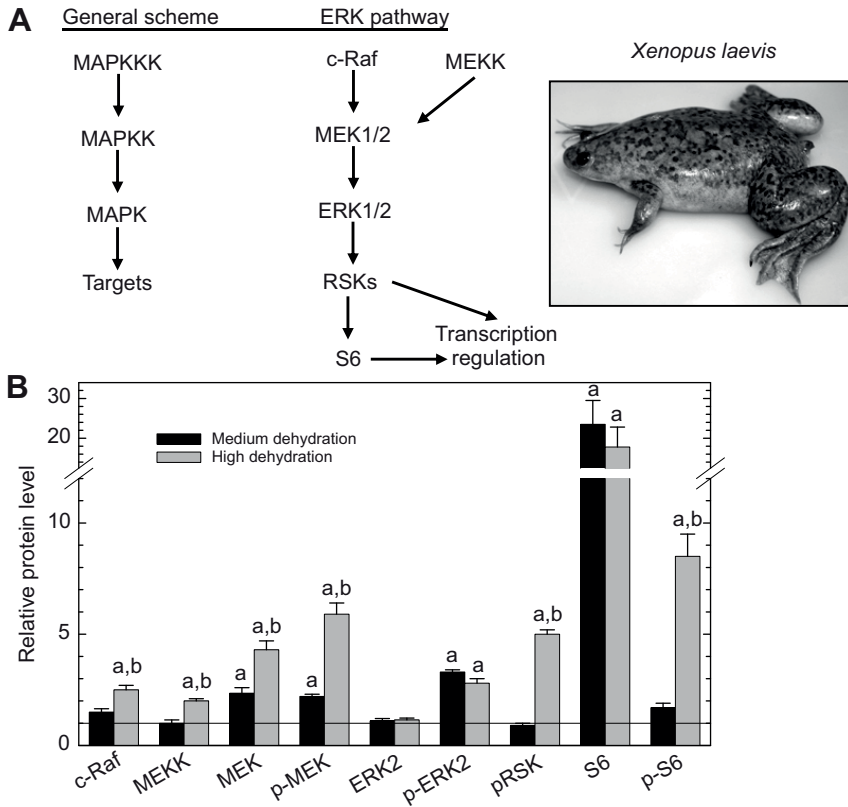 A
General scheme
ERK pathway
MAPKKK
MAPKK
MAPK
Targets
c-Raf
MEKK
MEK1/2
ERK1/2
RSKs
S6
Transcription
regulation
Xenopus laevis
B
Relative protein level
30
20
10
5
0
Medium dehydration
High dehydration
a,b
a,b
a
a,b
a
a,b
a
a
a,b
a
a
a,b
c-Raf
MEKK
MEK
p-MEK
ERK2
p-ERK2
pRSK
S6
p-S6